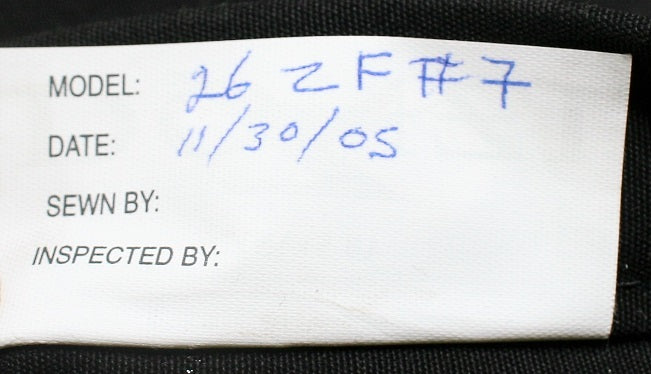 MODEL: 26 ZF #7
DATE: 11/30/05
SEWN BY:
INSPECTED BY: